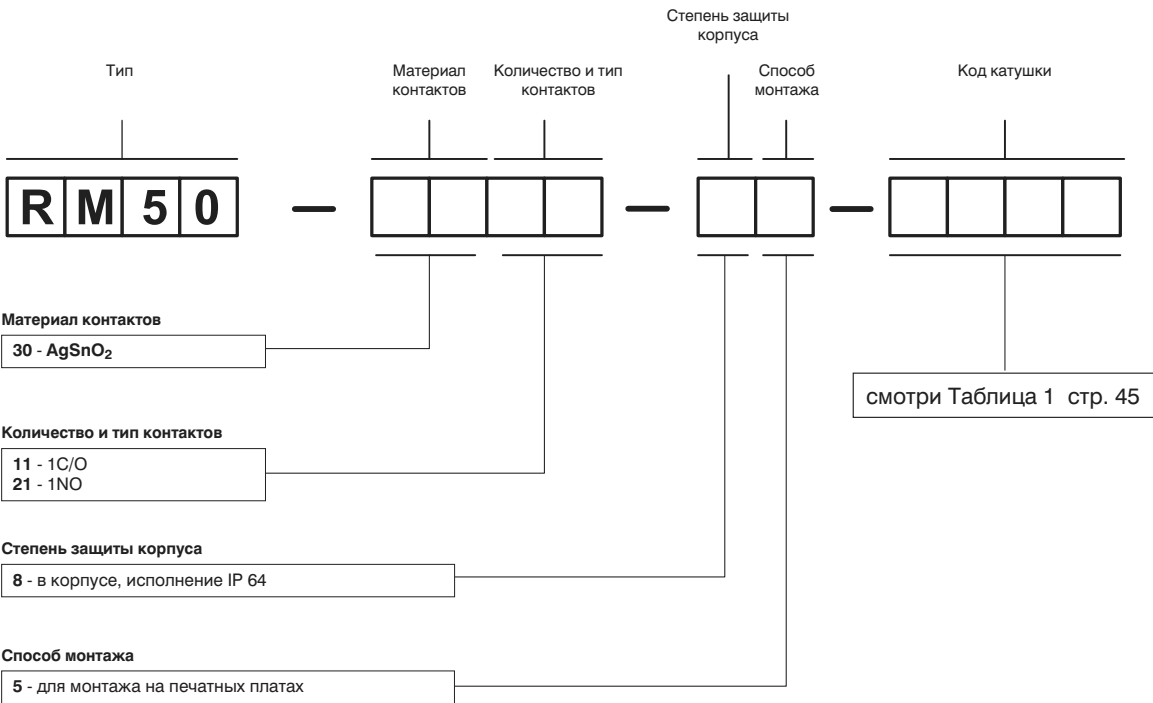 Степень защиты
корпуса
Тип
Материал
контактов
Количество и тип
контактов
Способ
монтажа
Код катушки
RM50 — — —
Материал контактов
30 - AgSnO₂
смотри Таблица 1 стр. 45
Количество и тип контактов
11 - 1C/O
21 - 1NO
Степень защиты корпуса
8 - в корпусе, исполнение IP 64
Способ монтажа
5 - для монтажа на печатных платах